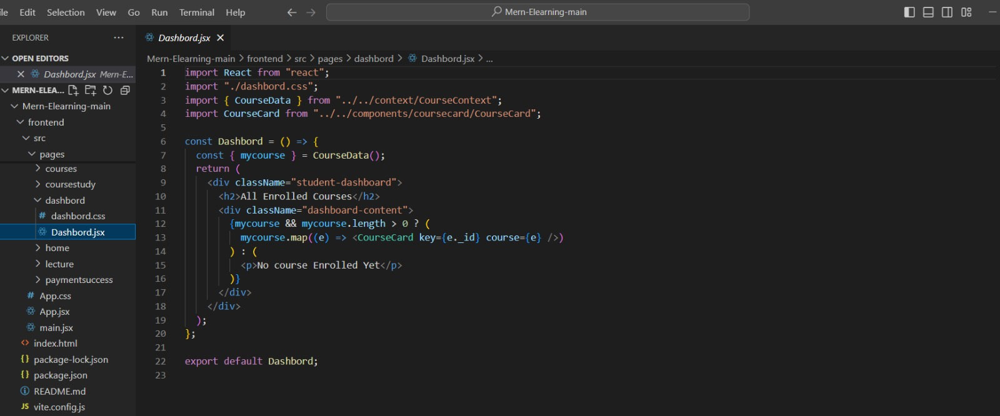 ile Edit Selection View Go Run Terminal Help
Mern-Elearning-main
EXPLORER ...
OPEN EDITORS
Dashbord.jsx Mern-E...
MERN-ELEA...
Mern-Elearning-main
frontend
src
pages
courses
coursestudy
dashbord
# dashbord.css
Dashbord.jsx
home
lecture
paymentsuccess
# App.css
App.jsx
main.jsx
<> index.html
{} package-lock.json
{} package.json
README.md
JS vite.config.js
Dashbord.jsx
Mern-Elearning-main > frontend > src > pages > dashbord > Dashbord.jsx > ...
1 import React from "react";
2 import "./dashbord.css";
3 import { CourseData } from "../../context/CourseContext";
4 import CourseCard from "../../components/coursecard/CourseCard";
5
6 const Dashbord = () => {
7 const { mycourse } = CourseData();
8 return (
9 <div className="student-dashboard">
10 <h2>All Enrolled Courses</h2>
11 <div className="dashboard-content">
12 {mycourse && mycourse.length > 0 ? (
13 mycourse.map((e) => <CourseCard key={e._id} course={e} />)
14 ) : (
15 <p>No course Enrolled Yet</p>
16 )}
17 </div>
18 </div>
19 );
20 };
21
22 export default Dashbord;
23